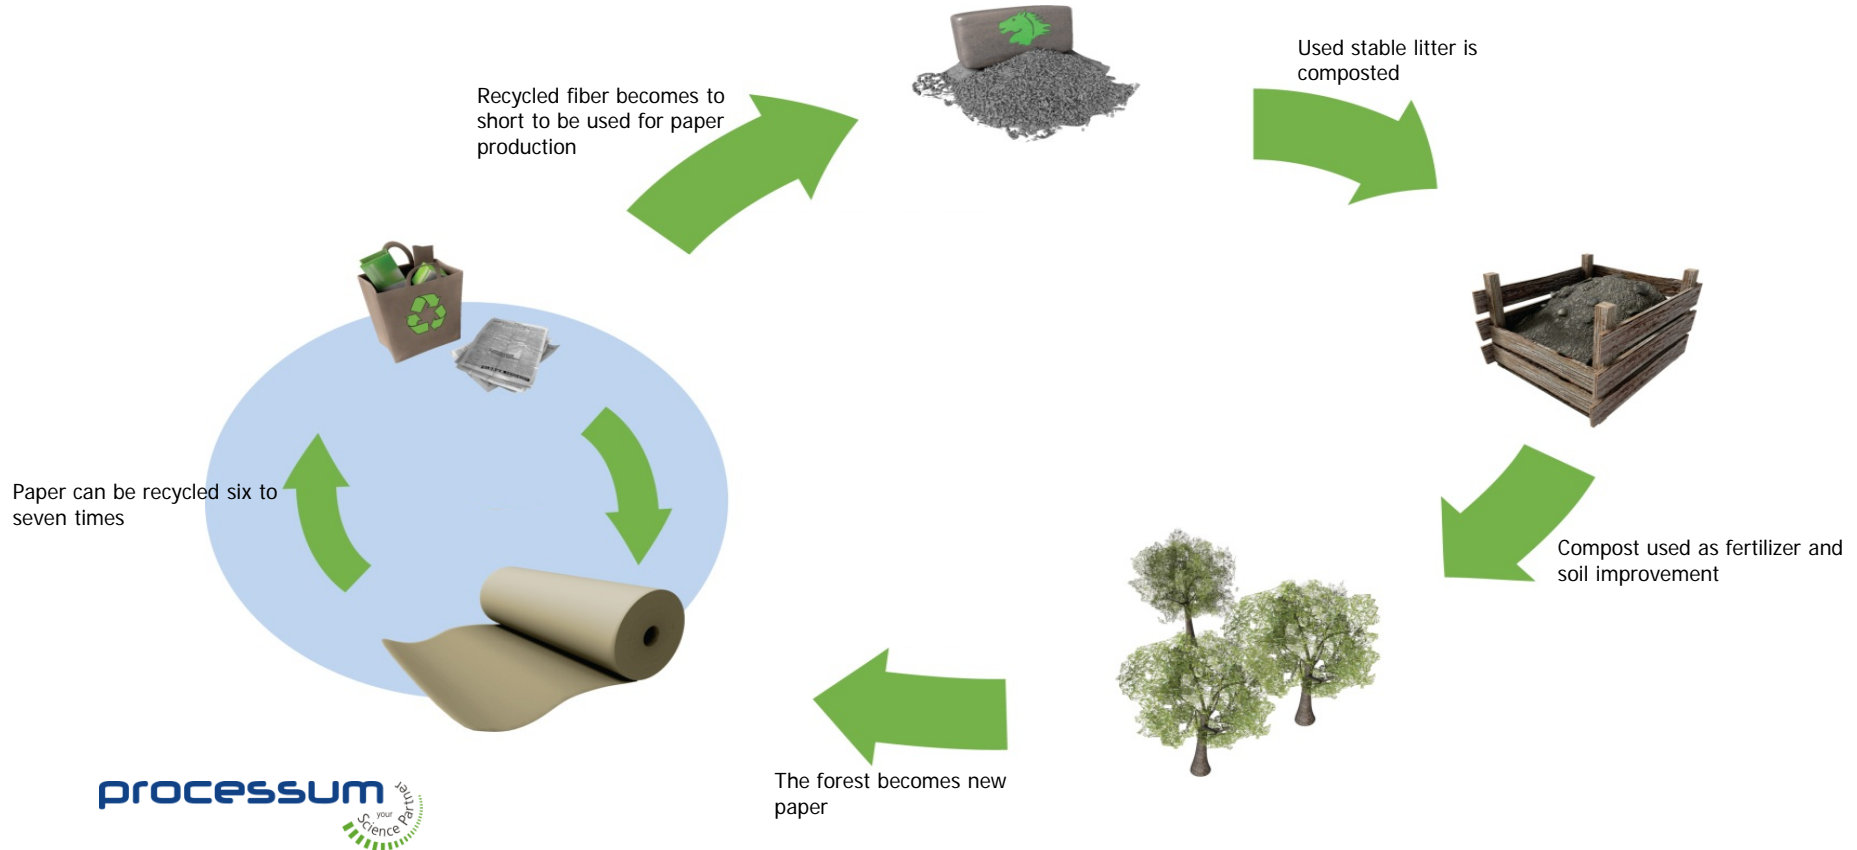 Used stable litter is
composted
Recycled fiber becomes to
short to be used for paper
production
Paper can be recycled six to
seven times
Compost used as fertilizer and
soil improvement
The forest becomes new
paper
processum
your
Science Partner